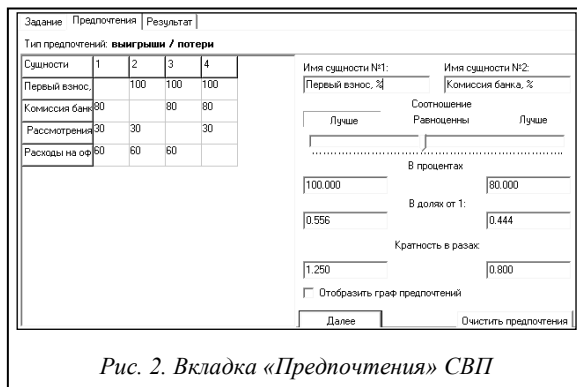 Задание Предпочтения Результат
Тип предпочтений: выигрыши / потери
Сущности 1 2 3 4
Первый взнос, 100 100 100
Комиссия банк 80 80 80
Рассмотрения 30 30 30
Расходы на оф 60 60 60
Имя сущности №1: Имя сущности №2:
Первый взнос, % Комиссия банка, %
Соотношение
Лучше Равноценны Лучше
В процентах
100.000 80.000
В долях от 1:
0.556 0.444
Кратность в разах:
1.250 0.800
Отобразить граф предпочтений
Далее Очистить предпочтения
Рис. 2. Вкладка «Предпочтения» СВП